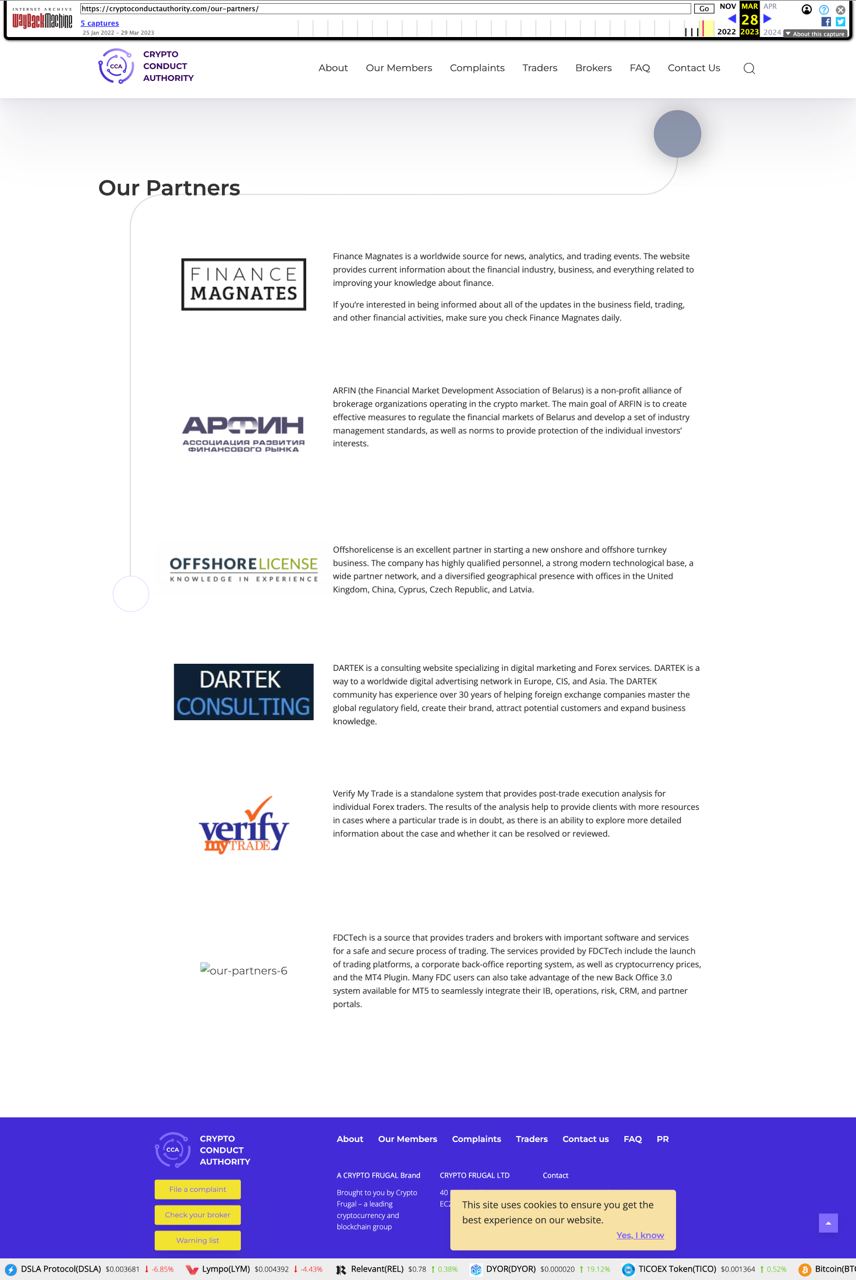 INTERNET ARCHIVE
WayBackMachine
https://cryptoconductauthority.com/our-partners/
Go
NOV
MAR
APR
5 captures
28
25 Jan 2022 – 29 Mar 2023
2022
2023
2024
About this capture
CCA
CRYPTO
CONDUCT
AUTHORITY
About
Our Members
Complaints
Traders
Brokers
FAQ
Contact Us
Our Partners
FINANCE
MAGNATES
Finance Magnates is a worldwide source for news, analytics, and trading events. The website
provides current information about the financial industry, business, and everything related to
improving your knowledge about finance.
If you're interested in being informed about all of the updates in the business field, trading,
and other financial activities, make sure you check Finance Magnates daily.
АРФИН
АССОЦИАЦИЯ РАЗВИТИЯ
ФИНАНСОВОГО РЫНКА
ARFIN (the Financial Market Development Association of Belarus) is a non-profit alliance of
brokerage organizations operating in the crypto market. The main goal of ARFIN is to create
effective measures to regulate the financial markets of Belarus and develop a set of industry
management standards, as well as norms to provide protection of the individual investors'
interests.
OFFSHORELICENSE
KNOWLEDGE IN EXPERIENCE
Offshorelicense is an excellent partner in starting a new onshore and offshore turnkey
business. The company has highly qualified personnel, a strong modern technological base, a
wide partner network, and a diversified geographical presence with offices in the United
Kingdom, China, Cyprus, Czech Republic, and Latvia.
DARTEK
CONSULTING
DARTEK is a consulting website specializing in digital marketing and Forex services. DARTEK is a
way to a worldwide digital advertising network in Europe, CIS, and Asia. The DARTEK
community has experience over 30 years of helping foreign exchange companies master the
global regulatory field, create their brand, attract potential customers and expand business
knowledge.
verify
my TRADE
Verify My Trade is a standalone system that provides post-trade execution analysis for
individual Forex traders. The results of the analysis help to provide clients with more resources
in cases where a particular trade is in doubt, as there is an ability to explore more detailed
information about the case and whether it can be resolved or reviewed.
our-partners-6
FDCTech is a source that provides traders and brokers with important software and services
for a safe and secure process of trading. The services provided by FDCTech include the launch
of trading platforms, a corporate back-office reporting system, as well as cryptocurrency prices,
and the MT4 Plugin. Many FDC users can also take advantage of the new Back Office 3.0
system available for MT5 to seamlessly integrate their IB, operations, risk, CRM, and partner
portals.
CCA
CRYPTO
CONDUCT
AUTHORITY
About
Our Members
Complaints
Traders
Contact us
FAQ
PR
File a complaint
Check your broker
Warning list
A CRYPTO FRUGAL Brand
Brought to you by Crypto
Frugal – a leading
cryptocurrency and
blockchain group
CRYPTO FRUGAL LTD
40
Contact
This site uses cookies to ensure you get the
best experience on our website.
Yes, I know
DSLA Protocol(DSLA) $0.003681 ↓ -6.85%
Lympo(LYM) $0.004392 ↓ -4.43%
Relevant(REL) $0.78 ↑ 0.38%
DYOR(DYOR) $0.000020 ↑ 19.12%
TICOEX Token(TICO) $0.001364 ↑ 0.52%